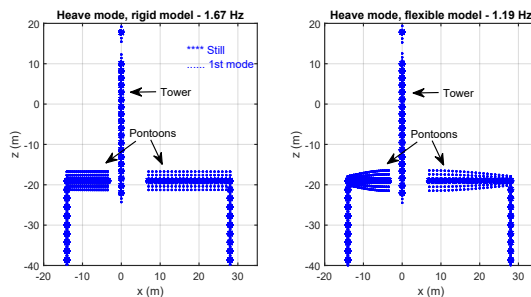 Heave mode, rigid model - 1.67 Hz
20
10
0
-10
-20
-30
-40
z (m)
**** Still
...... 1st mode
Tower
Pontoons
-20 -10 0 10 20 30
x (m)
Heave mode, flexible model - 1.19 Hz
20
10
0
-10
-20
-30
-40
z (m)
Tower
Pontoons
-20 -10 0 10 20 30
x (m)